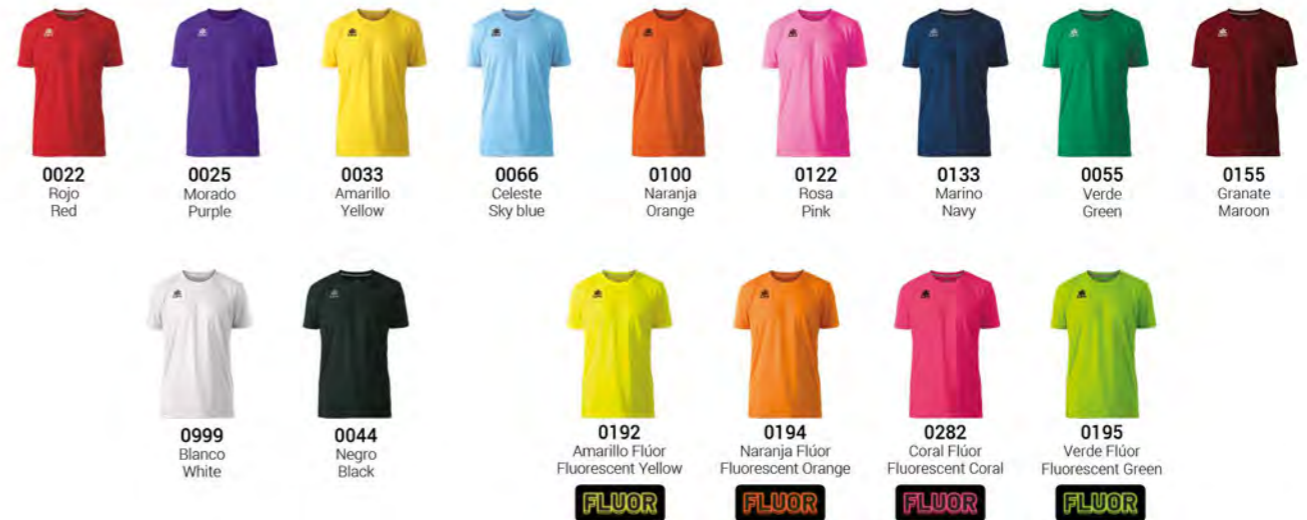 0022
Rojo
Red
0025
Morado
Purple
0033
Amarillo
Yellow
0066
Celeste
Sky blue
0100
Naranja
Orange
0122
Rosa
Pink
0133
Marino
Navy
0055
Verde
Green
0155
Granate
Maroon
0999
Blanco
White
0044
Negro
Black
0192
Amarillo Flúor
Fluorescent Yellow
FLUOR
0194
Naranja Flúor
Fluorescent Orange
FLUOR
0282
Coral Flúor
Fluorescent Coral
FLUOR
0195
Verde Flúor
Fluorescent Green
FLUOR